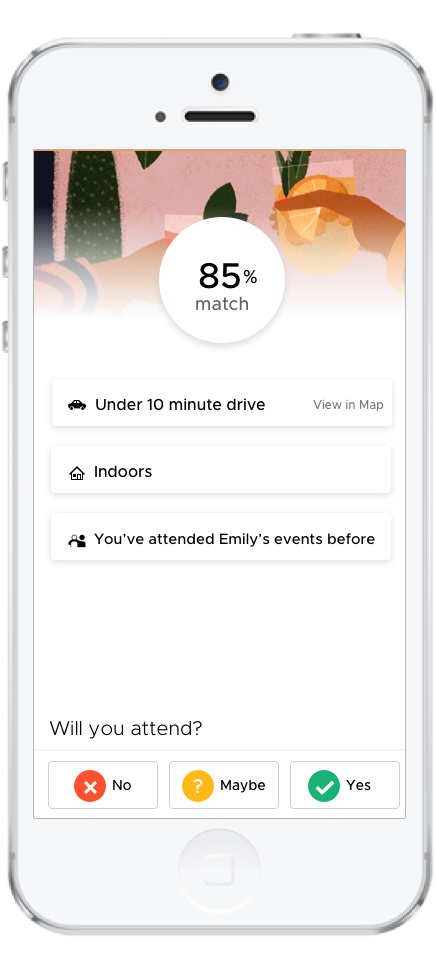 85%
match
Under 10 minute drive View in Map
Indoors
You've attended Emily's events before
Will you attend?
No ? Maybe Yes